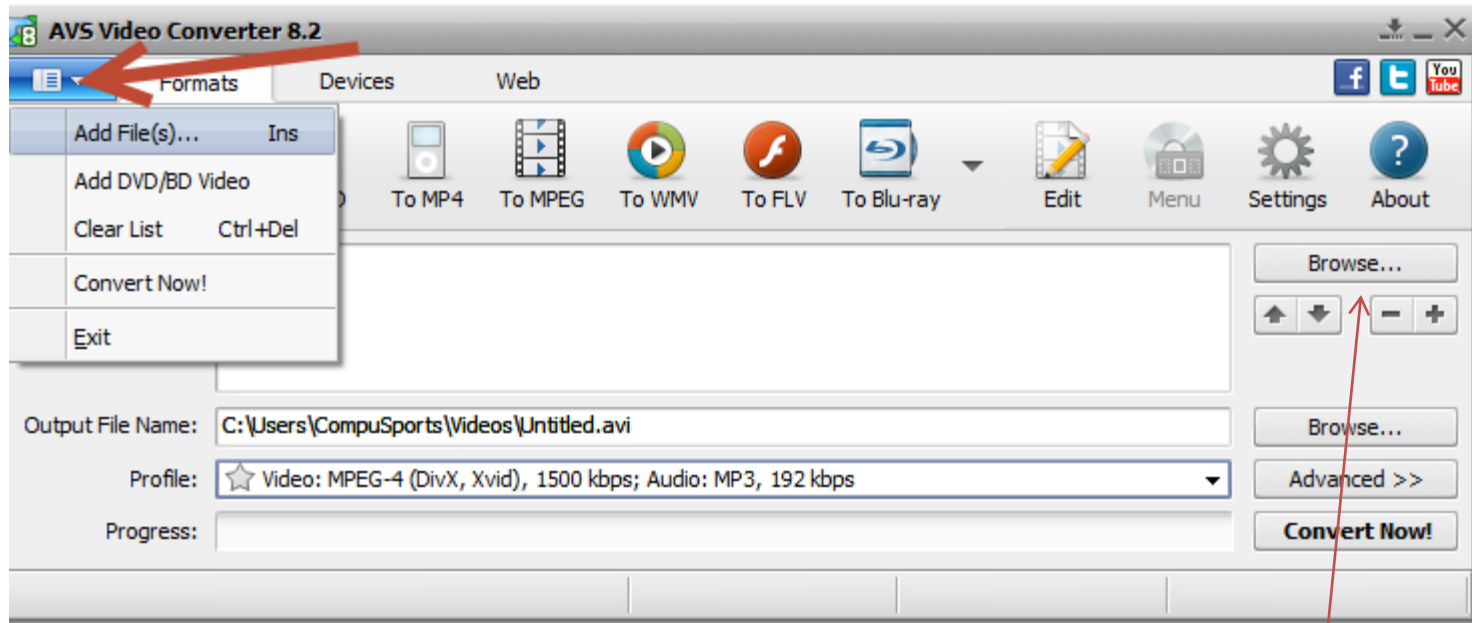 AVS Video Converter 8.2
Formats Devices Web
You
Tube
Add File(s)... Ins
Add DVD/BD Video
Clear List Ctrl+Del
Convert Now!
Exit
To MP4 To MPEG To WMV To FLV To Blu-ray Edit Menu Settings About
Browse...
Output File Name: C:\Users\CompuSports\Videos\Untitled.avi Browse...
Profile: Video: MPEG-4 (DivX, Xvid), 1500 kbps; Audio: MP3, 192 kbps Advanced >>
Progress: Convert Now!